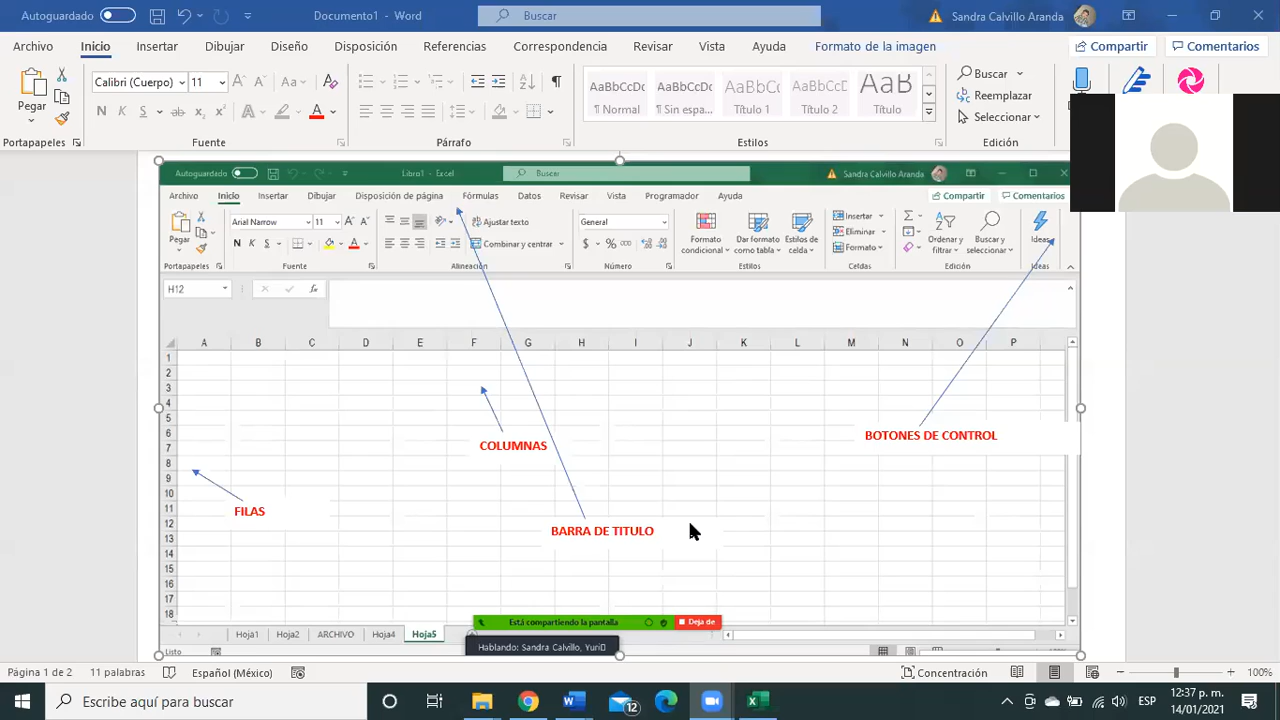 Autoguardado Documento1 - Word Buscar Sandra Calvillo Aranda
Archivo Inicio Insertar Dibujar Diseño Disposición Referencias Correspondencia Revisar Vista Ayuda Formato de la imagen Compartir Comentarios
Pegar Calibri (Cuerpo) 11 Aa AaBbCcDc AaBbCcDc AaBbCc AaBbCcD AaB Buscar
N K S ab A A ¶ Normal ¶ Sin espa... Título 1 Título 2 Título Reemplazar
Seleccionar
Portapapeles Fuente Párrafo Estilos Edición
Autoguardado Libro1 - Excel Buscar Sandra Calvillo Aranda
Archivo Inicio Insertar Dibujar Disposición de página Fórmulas Datos Revisar Vista Programador Ayuda Compartir Comentarios
Pegar Arial Narrow 11 Ajustar texto General Formato condicional Dar formato como tabla Estilos de celda Insertar Ordenar y filtrar Buscar y seleccionar Ideas
N K S Combinar y centrar $ % Eliminar
Formato
Portapapeles Fuente Alineación Número Estilos Celdas Edición Ideas
H12 fx
A B C D E F G H I J K L M N O P
1
2
3
4
5
6
7
8
9
10
11
12
13
14
15
16
17
18
COLUMNAS
BOTONES DE CONTROL
FILAS
BARRA DE TITULO
Está compartiendo la pantalla Deja de
Hoja1 Hoja2 ARCHIVO Hoja4 Hoja5
Hablando: Sandra Calvillo, Yuri
Listo
Página 1 de 2 11 palabras Español (México) Concentración 100%
Escribe aquí para buscar 12 ESP 12:37 p. m.
14/01/2021